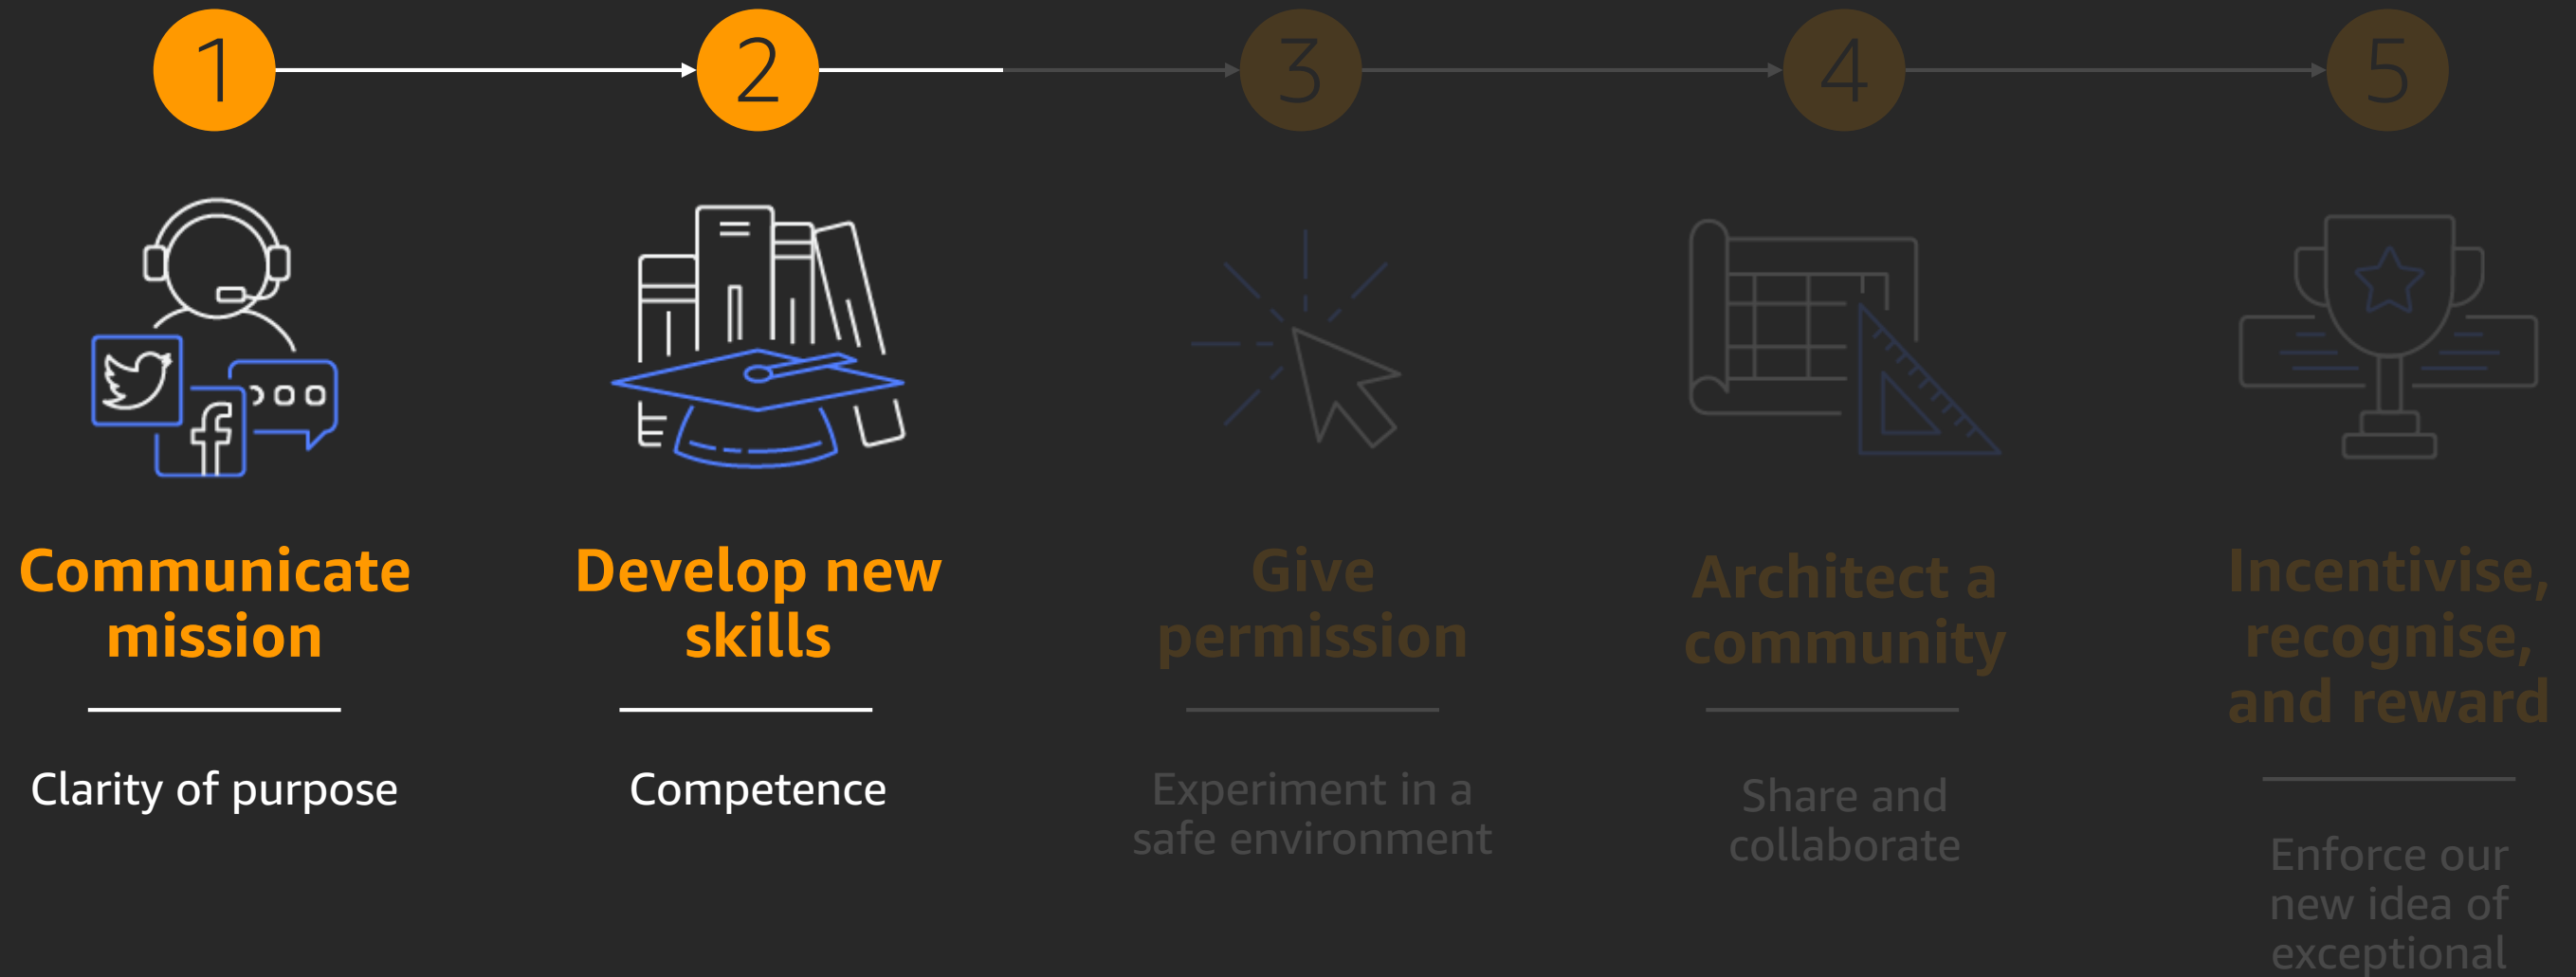 1
2
3
4
5
Communicate
mission
Clarity of purpose
Develop new
skills
Competence
Give
permission
Experiment in a
safe environment
Architect a
community
Share and
collaborate
Incentivise,
recognise,
and reward
Enforce our
new idea of
exceptional